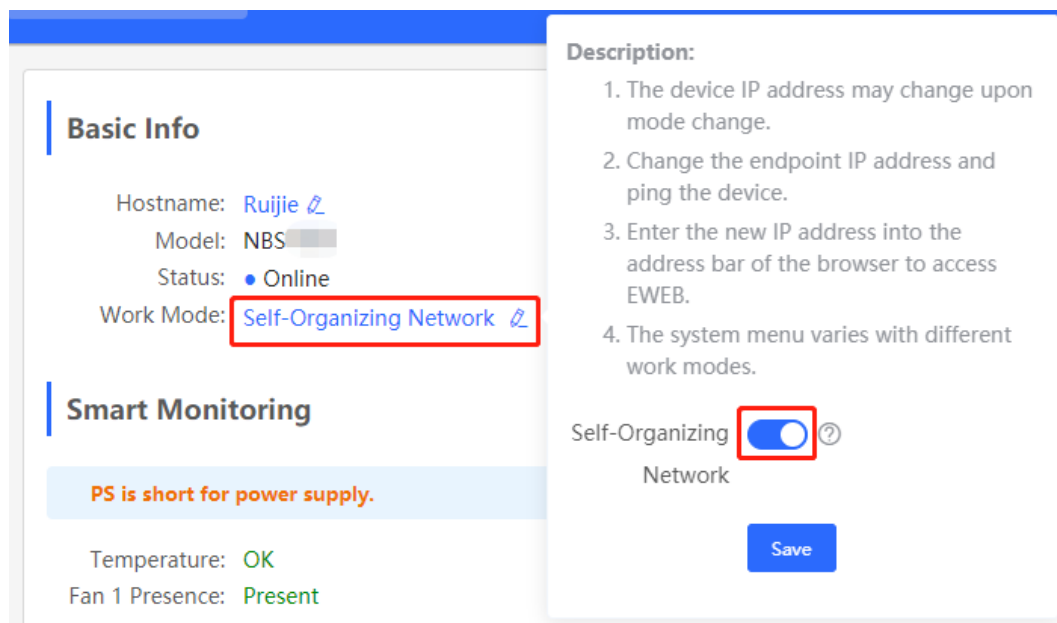 Basic Info
Hostname: Ruijie
Model: NBS
Status: Online
Work Mode: Self-Organizing Network
Smart Monitoring
PS is short for power supply.
Temperature: OK
Fan 1 Presence: Present
Description:
1. The device IP address may change upon
mode change.
2. Change the endpoint IP address and
ping the device.
3. Enter the new IP address into the
address bar of the browser to access
EWEB.
4. The system menu varies with different
work modes.
Self-Organizing
Network
Save